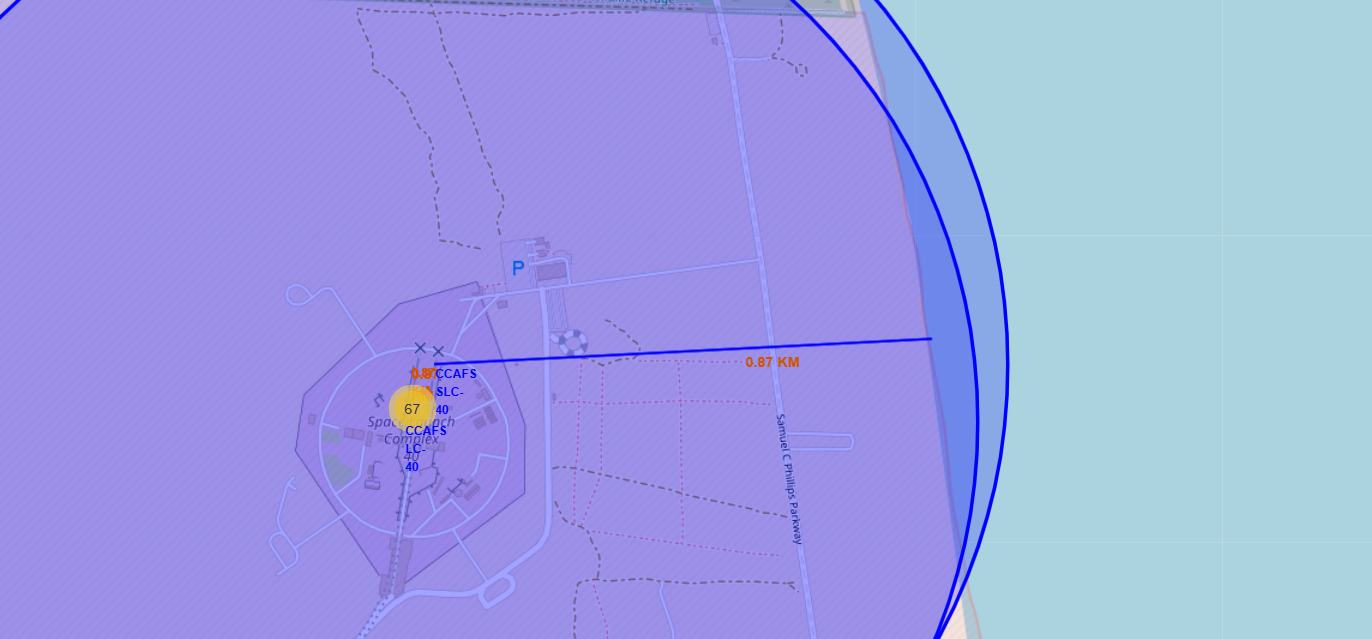 P
0.87 KM
0.87
CCAFS
SLC-
40
67
Space Launch
Complex
40
CCAFS
LC-
40
Samuel C Phillips Parkway